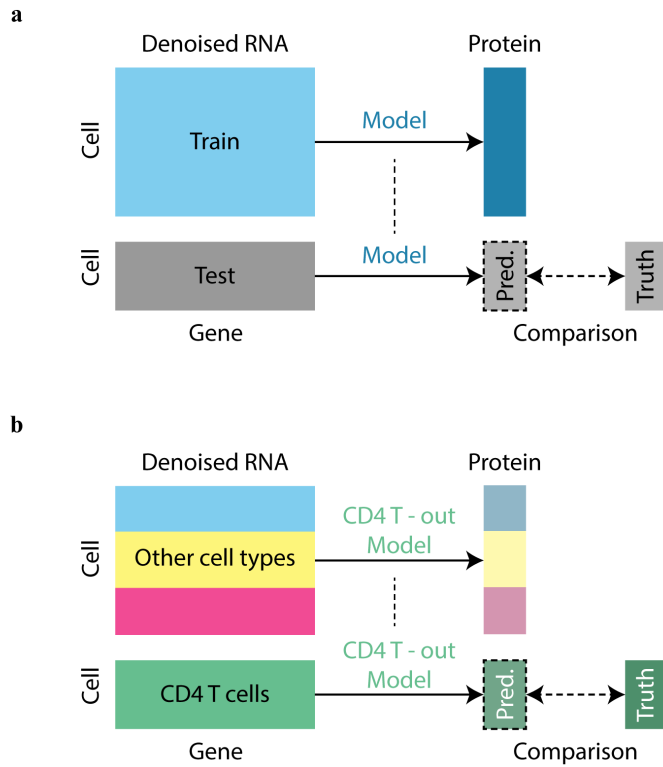 a
Denoised RNA
Protein
Cell
Train
Model
Cell
Test
Model
Pred.
Truth
Gene
Comparison
b
Denoised RNA
Protein
Cell
Other cell types
CD4 T - out
Model
Cell
CD4 T cells
CD4 T - out
Model
Pred.
Truth
Gene
Comparison